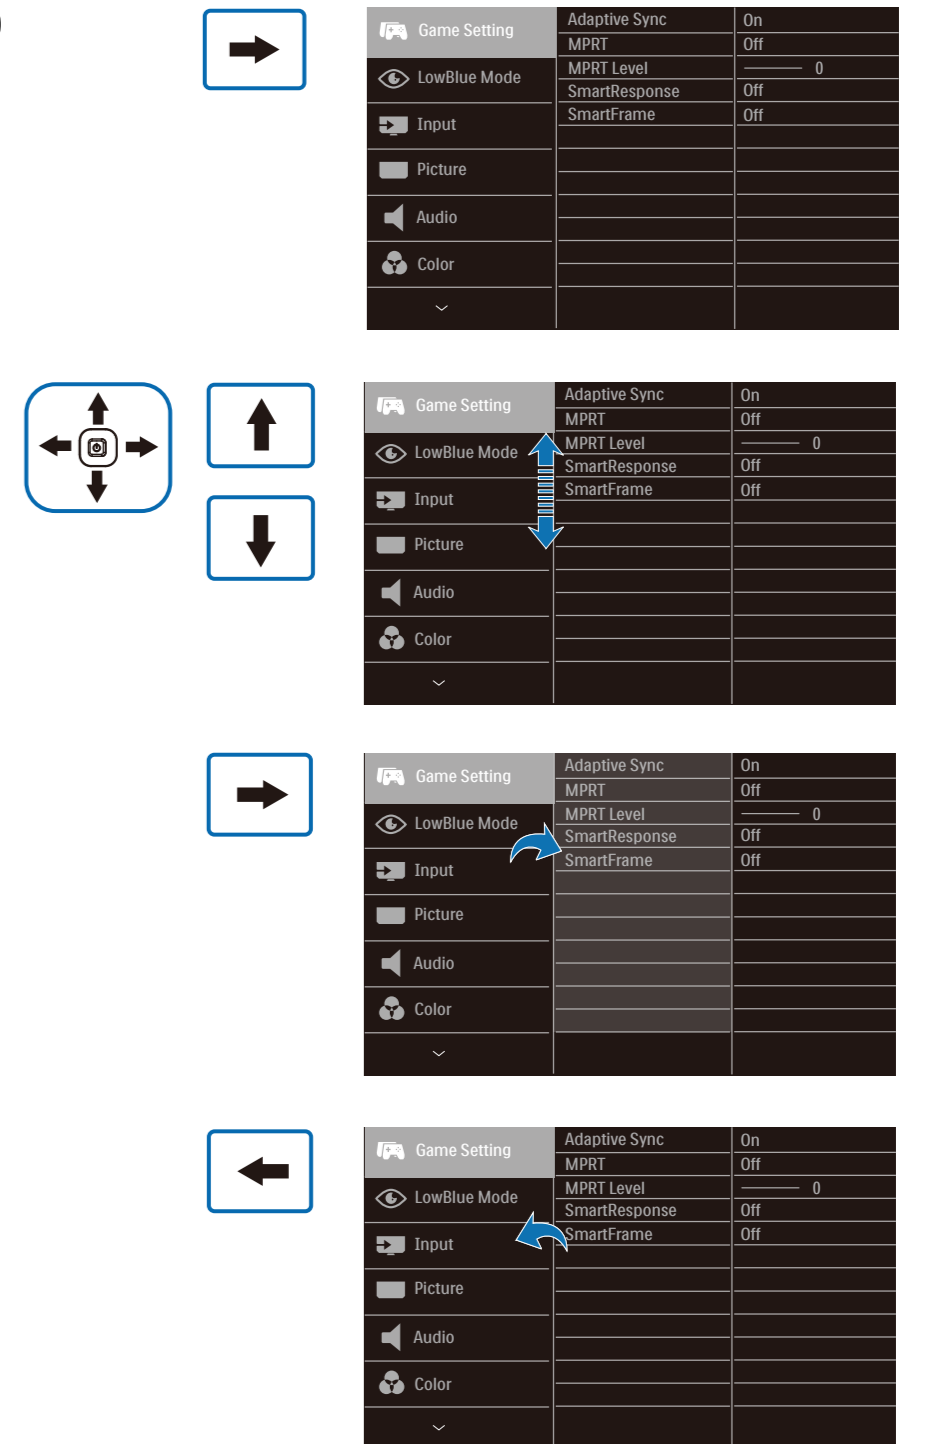 )
Game Setting Adaptive Sync On
MPRT Off
LowBlue Mode MPRT Level 0
SmartResponse Off
Input SmartFrame Off
Picture
Audio
Color
Game Setting Adaptive Sync On
MPRT Off
LowBlue Mode MPRT Level 0
SmartResponse Off
Input SmartFrame Off
Picture
Audio
Color
Game Setting Adaptive Sync On
MPRT Off
LowBlue Mode MPRT Level 0
SmartResponse Off
Input SmartFrame Off
Picture
Audio
Color
Game Setting Adaptive Sync On
MPRT Off
LowBlue Mode MPRT Level 0
SmartResponse Off
Input SmartFrame Off
Picture
Audio
Color